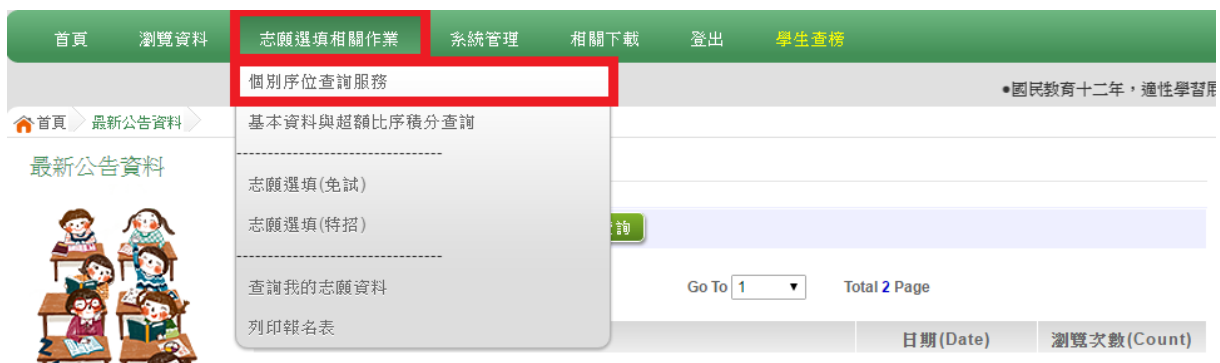 首頁 瀏覽資料 志願選填相關作業 系統管理 相關下載 登出 學生查榜
個別序位查詢服務
•國民教育十二年，適性學習展
首頁 最新公告資料
基本資料與超額比序積分查詢
最新公告資料
--------------------------------
志願選填(免試)
志願選填(特招)
詢
--------------------------------
查詢我的志願資料
Go To 1 Total 2 Page
列印報名表
日期(Date) 瀏覽次數(Count)